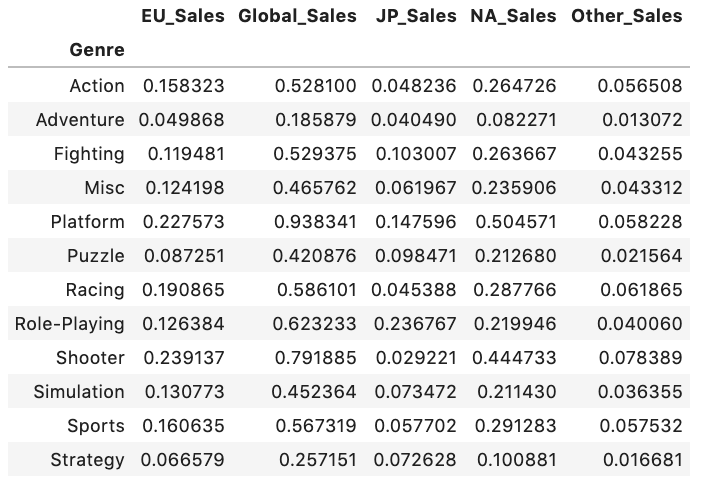 EU_Sales Global_Sales JP_Sales NA_Sales Other_Sales
Genre
Action 0.158323 0.528100 0.048236 0.264726 0.056508
Adventure 0.049868 0.185879 0.040490 0.082271 0.013072
Fighting 0.119481 0.529375 0.103007 0.263667 0.043255
Misc 0.124198 0.465762 0.061967 0.235906 0.043312
Platform 0.227573 0.938341 0.147596 0.504571 0.058228
Puzzle 0.087251 0.420876 0.098471 0.212680 0.021564
Racing 0.190865 0.586101 0.045388 0.287766 0.061865
Role-Playing 0.126384 0.623233 0.236767 0.219946 0.040060
Shooter 0.239137 0.791885 0.029221 0.444733 0.078389
Simulation 0.130773 0.452364 0.073472 0.211430 0.036355
Sports 0.160635 0.567319 0.057702 0.291283 0.057532
Strategy 0.066579 0.257151 0.072628 0.100881 0.016681